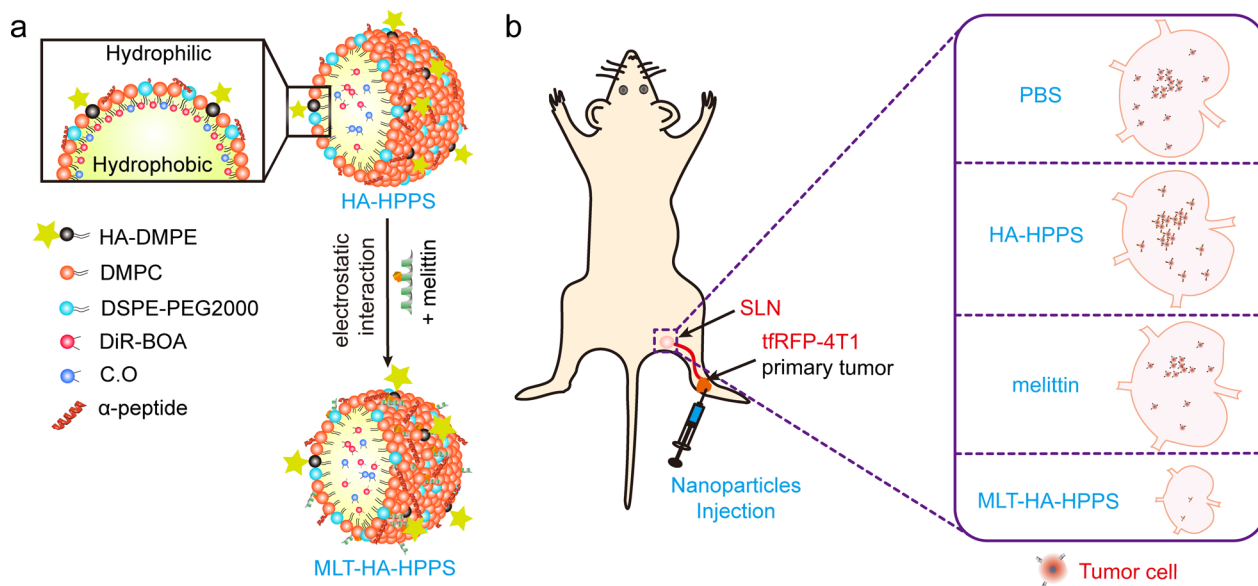 a
Hydrophilic
Hydrophobic
HA-HPPS
HA-DMPE
DMPC
DSPE-PEG2000
DiR-BOA
C.O
α-peptide
electrostatic
interaction
+ melittin
MLT-HA-HPPS
b
SLN
tfRFP-4T1
primary tumor
Nanoparticles
Injection
PBS
HA-HPPS
melittin
MLT-HA-HPPS
Tumor cell